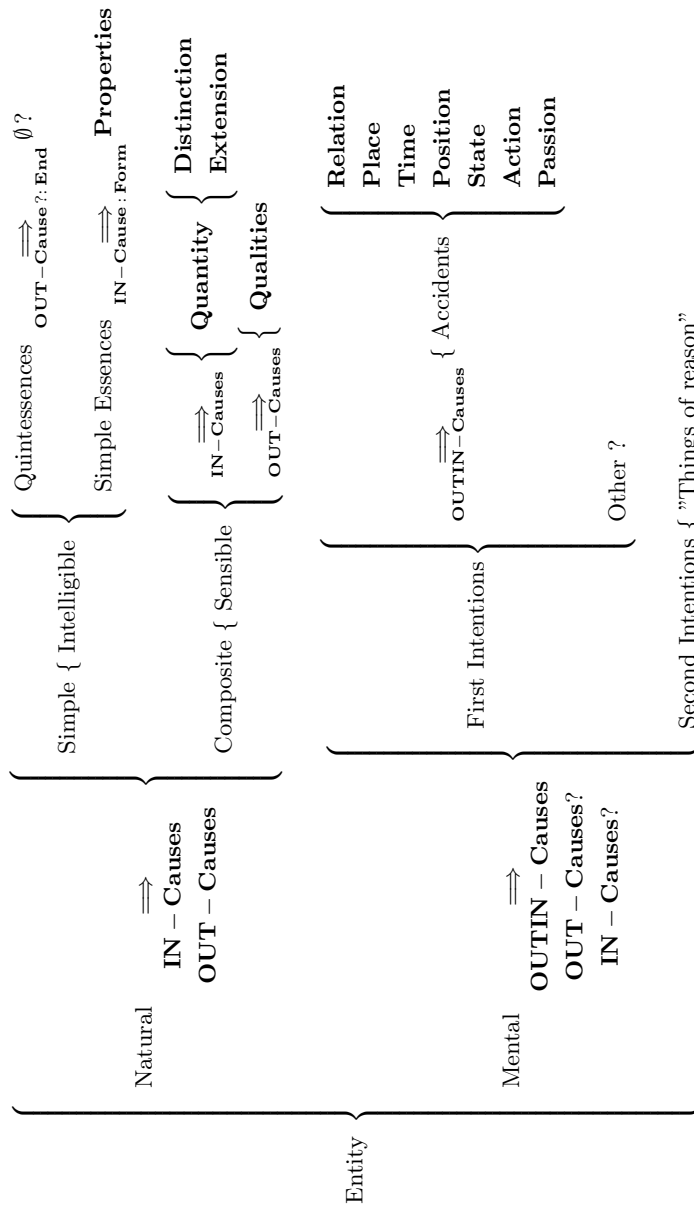 Entity
Natural
⟹
IN − Causes
OUT − Causes
Simple { Intelligible
Quintessences ⟹ ∅ ?
OUT−Cause ?: End
Simple Essences ⟹ Properties
IN−Cause : Form
Composite { Sensible
⟹
IN−Causes
Quantity
Distinction
Extension
⟹
OUT−Causes
{ Qualities
Mental
⟹
OUTIN − Causes
OUT − Causes?
IN − Causes?
First Intentions
⟹
OUTIN−Causes
{ Accidents
Relation
Place
Time
Position
State
Action
Passion
Other ?
Second Intentions { ”Things of reason”